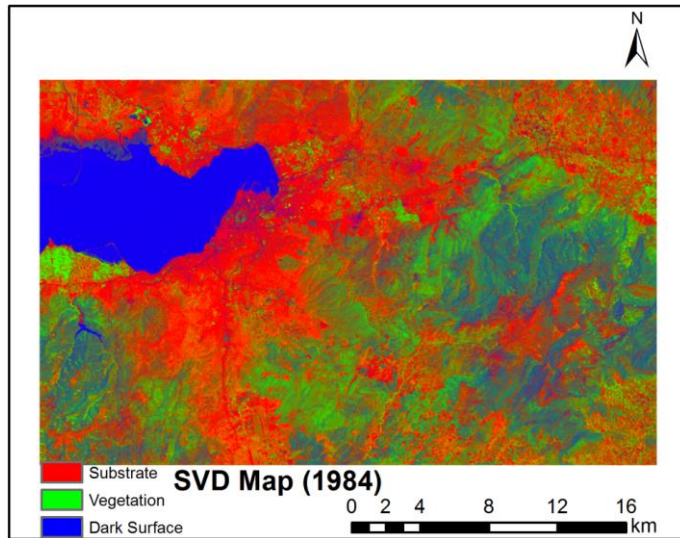 N
Substrate
SVD Map (1984)
Vegetation
Dark Surface
0 2 4 8 12 16
km